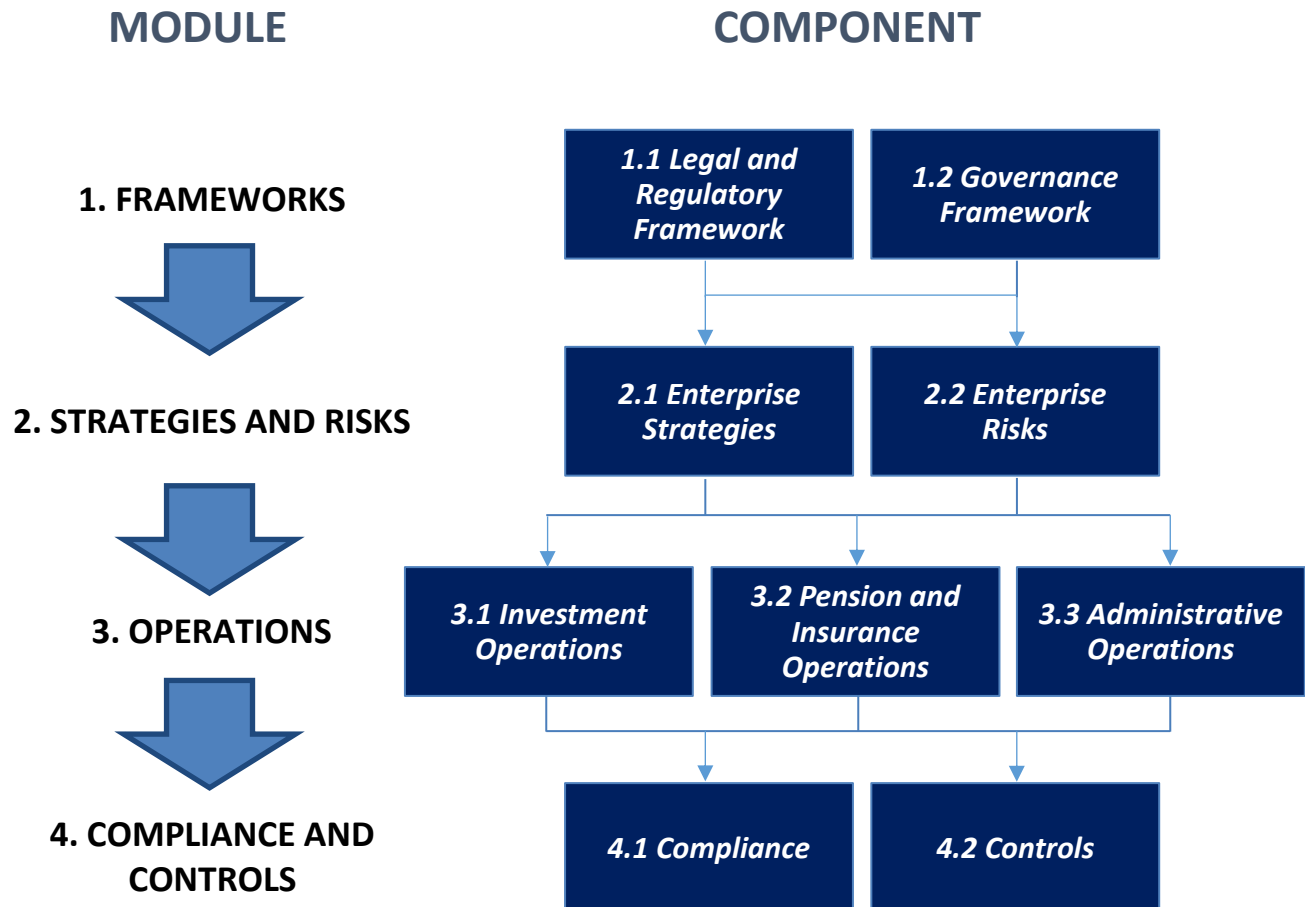 MODULE
COMPONENT
1. FRAMEWORKS
1.1 Legal and
Regulatory
Framework
1.2 Governance
Framework
2. STRATEGIES AND RISKS
2.1 Enterprise
Strategies
2.2 Enterprise
Risks
3. OPERATIONS
3.1 Investment
Operations
3.2 Pension and
Insurance
Operations
3.3 Administrative
Operations
4. COMPLIANCE AND
CONTROLS
4.1 Compliance
4.2 Controls